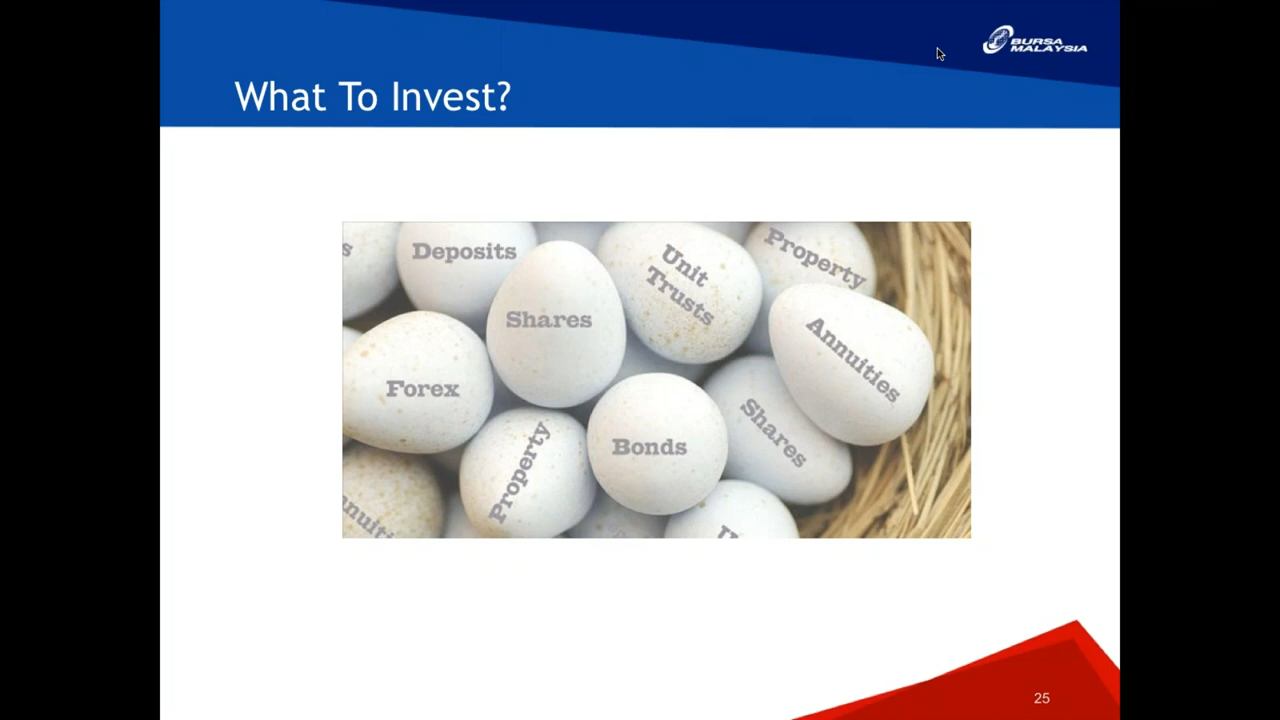 BURSA
MALAYSIA
What To Invest?
Deposits
Unit
Trusts
Property
Shares
Annuities
Forex
Shares
Property
Bonds
25